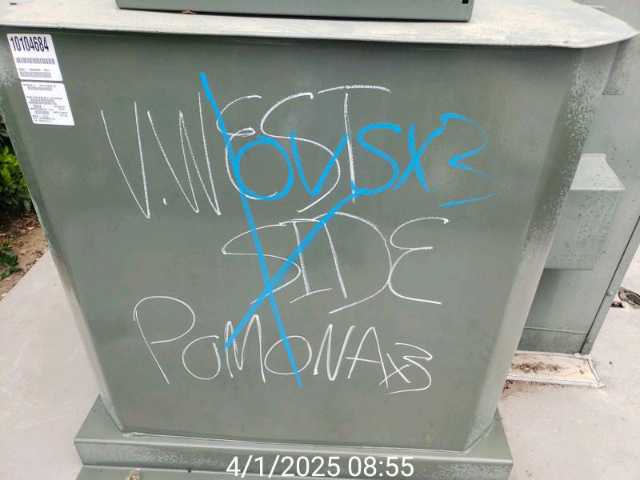 10104684
V.WEST
OVSX3
SIDE
POMONAX3
4/1/2025 08:55